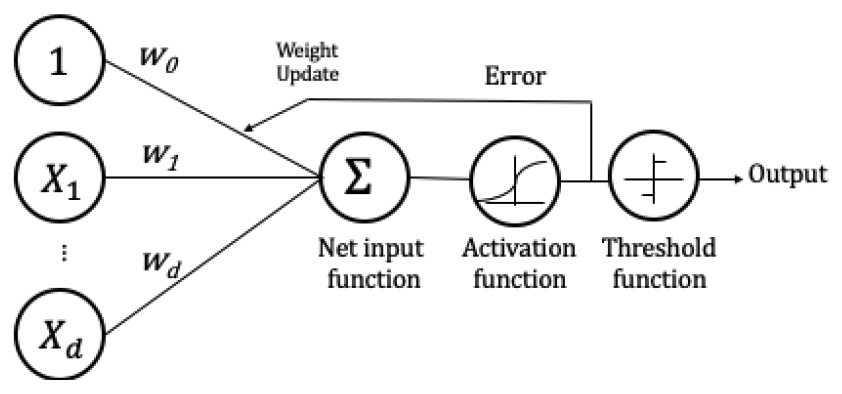 1
W0
Weight
Update
Error
X1
W1
Σ
Output
⋮
Wd
Net input
function
Activation
function
Threshold
function
Xd